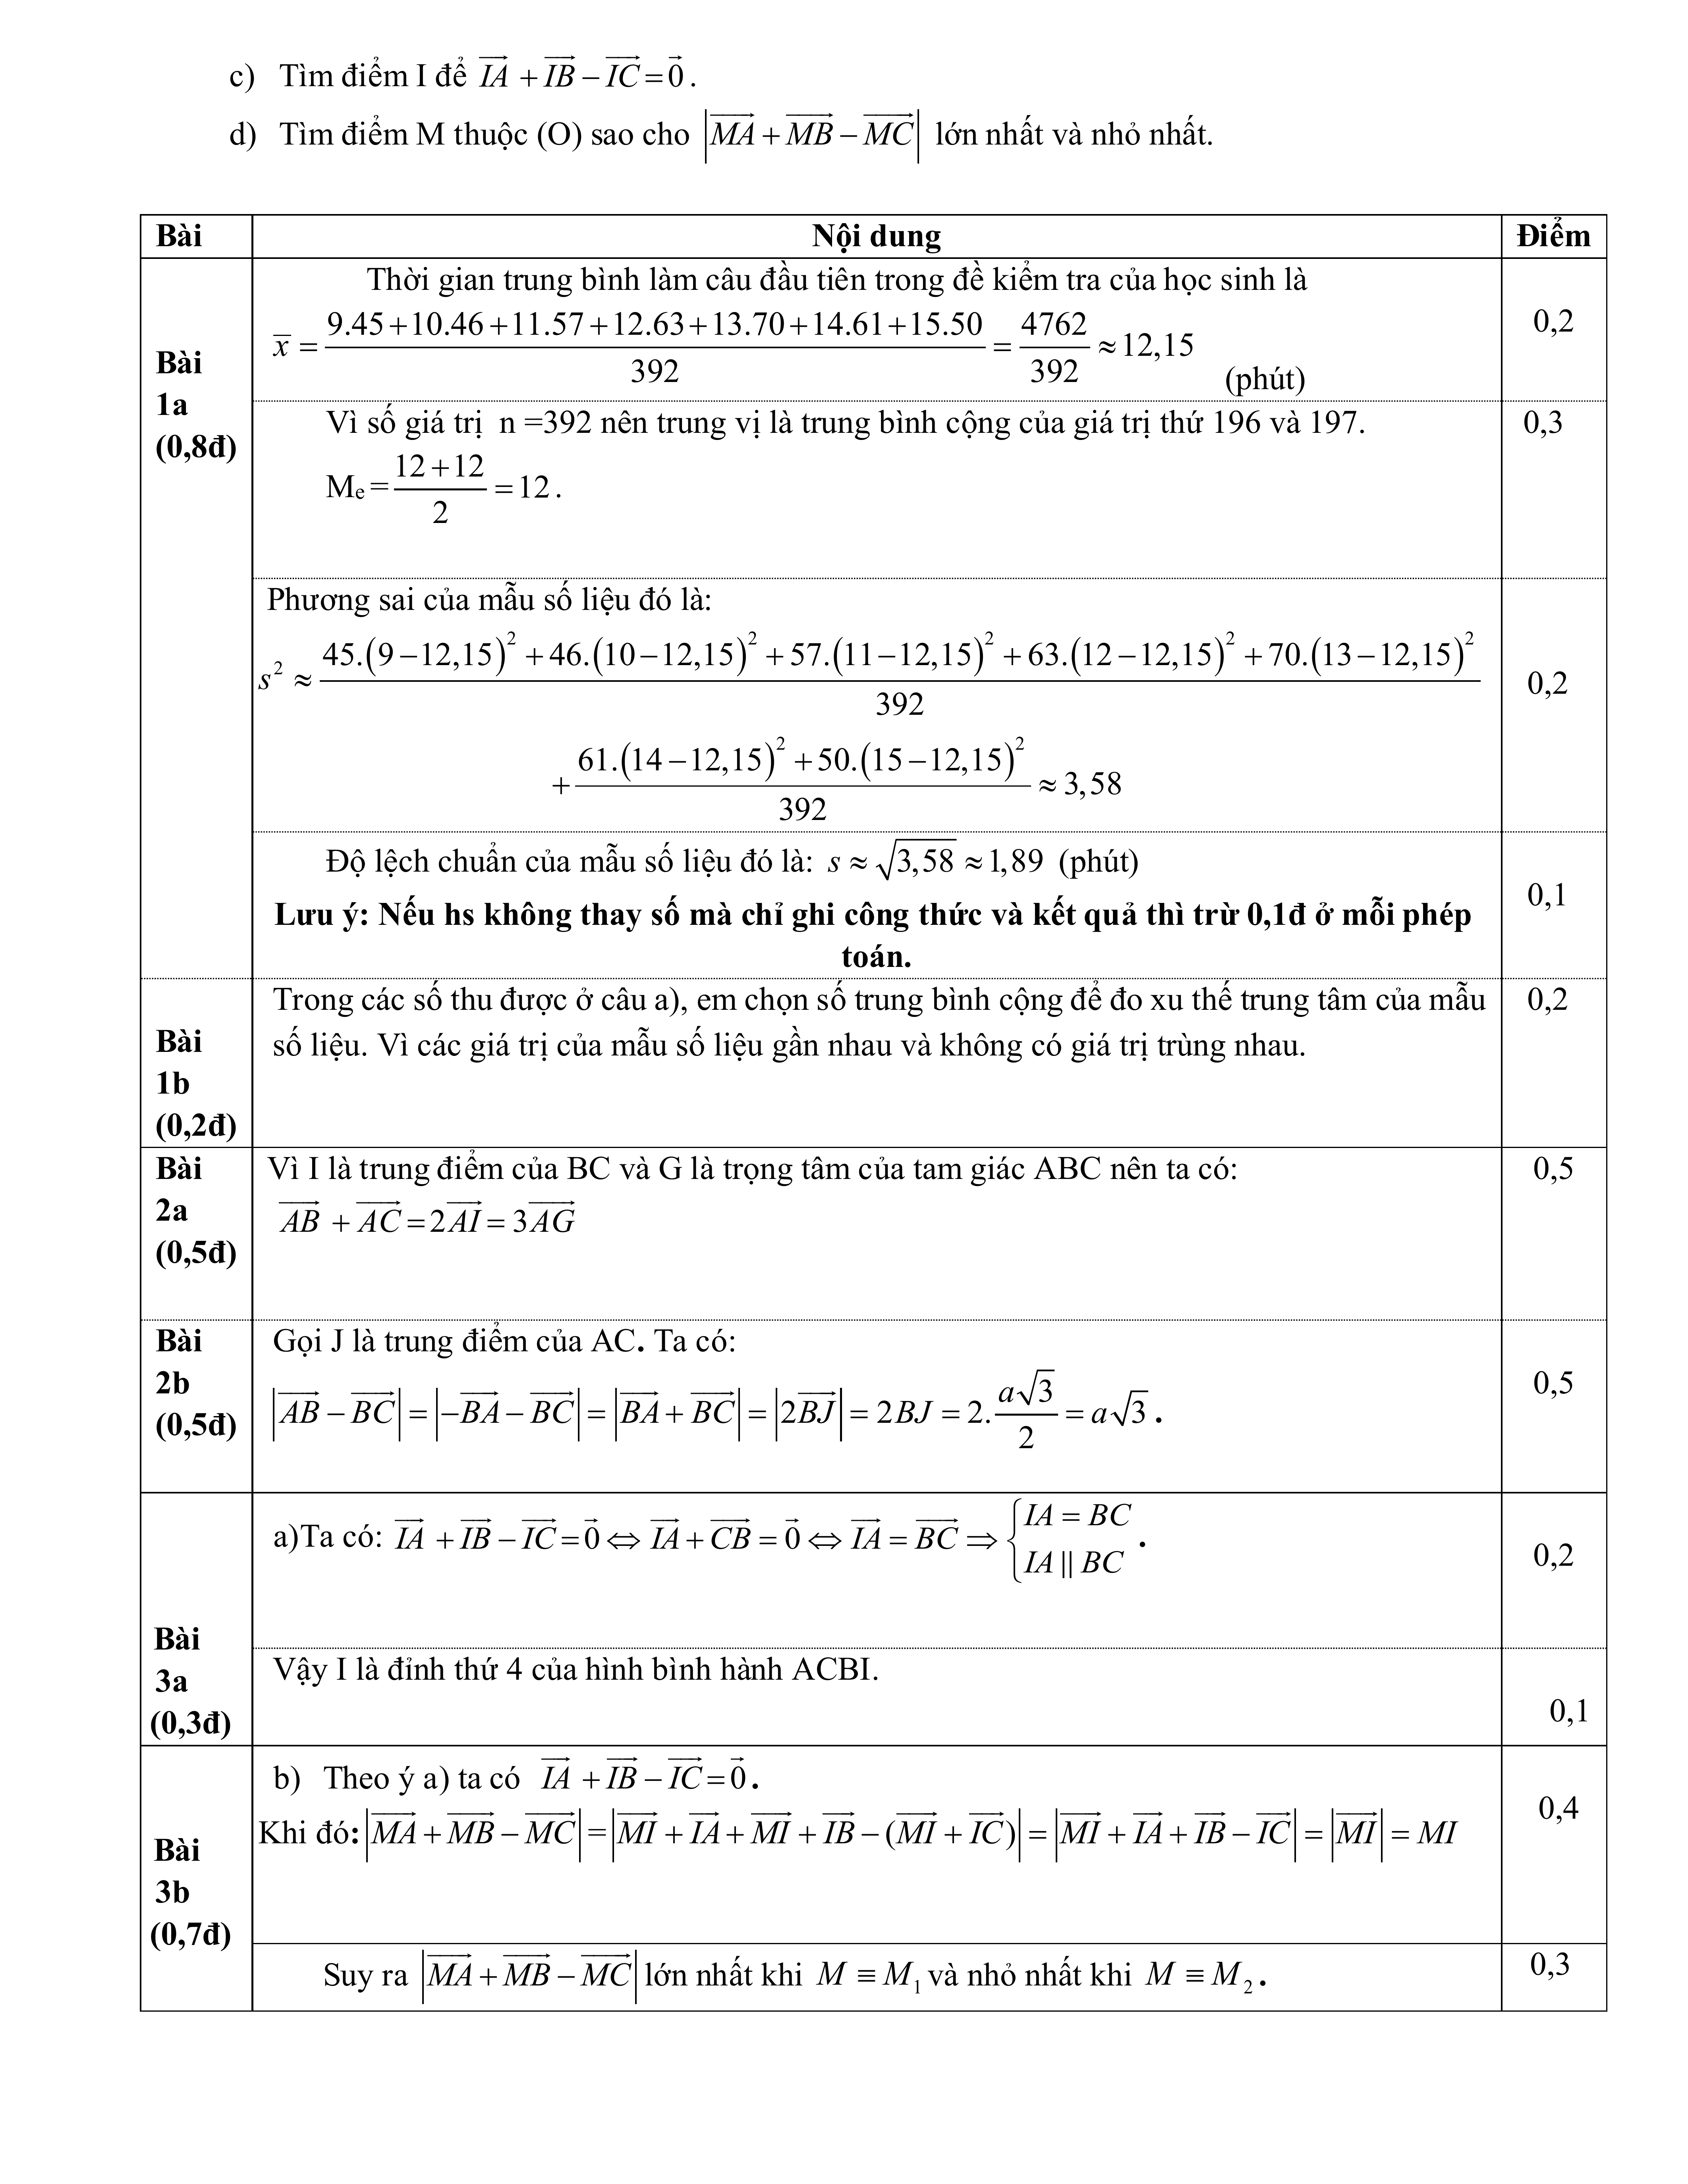 c) Tìm điểm I để $\overrightarrow{IA}+\overrightarrow{IB}-\overrightarrow{IC}=\vec{0}$.
d) Tìm điểm M thuộc (O) sao cho $\left|\overrightarrow{MA}+\overrightarrow{MB}-\overrightarrow{MC}\right|$ lớn nhất và nhỏ nhất.
Bài Nội dung Điểm
Bài
1a
(0,8đ)
Thời gian trung bình làm câu đầu tiên trong đề kiểm tra của học sinh là
$\overline{x}=\frac{9.45+10.46+11.57+12.63+13.70+14.61+15.50}{392}=\frac{4762}{392}\approx 12,15$ (phút)
0,2
Vì số giá trị n =392 nên trung vị là trung bình cộng của giá trị thứ 196 và 197.
$M_e=\frac{12+12}{2}=12$.
0,3
Phương sai của mẫu số liệu đó là:
$s^2\approx\frac{45.(9-12,15)^2+46.(10-12,15)^2+57.(11-12,15)^2+63.(12-12,15)^2+70.(13-12,15)^2}{392}$
$+\frac{61.(14-12,15)^2+50.(15-12,15)^2}{392}\approx 3,58$
0,2
Độ lệch chuẩn của mẫu số liệu đó là: $s\approx\sqrt{3,58}\approx 1,89$ (phút)
Lưu ý: Nếu hs không thay số mà chỉ ghi công thức và kết quả thì trừ 0,1đ ở mỗi phép
toán.
0,1
Bài
1b
(0,2đ)
Trong các số thu được ở câu a), em chọn số trung bình cộng để đo xu thế trung tâm của mẫu
số liệu. Vì các giá trị của mẫu số liệu gần nhau và không có giá trị trùng nhau.
0,2
Bài
2a
(0,5đ)
Vì I là trung điểm của BC và G là trọng tâm của tam giác ABC nên ta có:
$\overrightarrow{AB}+\overrightarrow{AC}=2\overrightarrow{AI}=3\overrightarrow{AG}$
0,5
Bài
2b
(0,5đ)
Gọi J là trung điểm của AC. Ta có:
$\left|\overrightarrow{AB}-\overrightarrow{BC}\right|=\left|-\overrightarrow{BA}-\overrightarrow{BC}\right|=\left|\overrightarrow{BA}+\overrightarrow{BC}\right|=\left|2\overrightarrow{BJ}\right|=2BJ=2.\frac{a\sqrt{3}}{2}=a\sqrt{3}$.
0,5
Bài
3a
(0,3đ)
a)Ta có: $\overrightarrow{IA}+\overrightarrow{IB}-\overrightarrow{IC}=\vec{0}\Leftrightarrow\overrightarrow{IA}+\overrightarrow{CB}=\vec{0}\Leftrightarrow\overrightarrow{IA}=\overrightarrow{BC}\Rightarrow\begin{cases}IA=BC\\IA\parallel BC\end{cases}$.
0,2
Vậy I là đỉnh thứ 4 của hình bình hành ACBI.
0,1
Bài
3b
(0,7đ)
b) Theo ý a) ta có $\overrightarrow{IA}+\overrightarrow{IB}-\overrightarrow{IC}=\vec{0}$.
Khi đó: $\left|\overrightarrow{MA}+\overrightarrow{MB}-\overrightarrow{MC}\right|=\left|\overrightarrow{MI}+\overrightarrow{IA}+\overrightarrow{MI}+\overrightarrow{IB}-(\overrightarrow{MI}+\overrightarrow{IC})\right|=\left|\overrightarrow{MI}+\overrightarrow{IA}+\overrightarrow{IB}-\overrightarrow{IC}\right|=\left|\overrightarrow{MI}\right|=MI$
0,4
Suy ra $\left|\overrightarrow{MA}+\overrightarrow{MB}-\overrightarrow{MC}\right|$ lớn nhất khi $M\equiv M_1$ và nhỏ nhất khi $M\equiv M_2$.
0,3